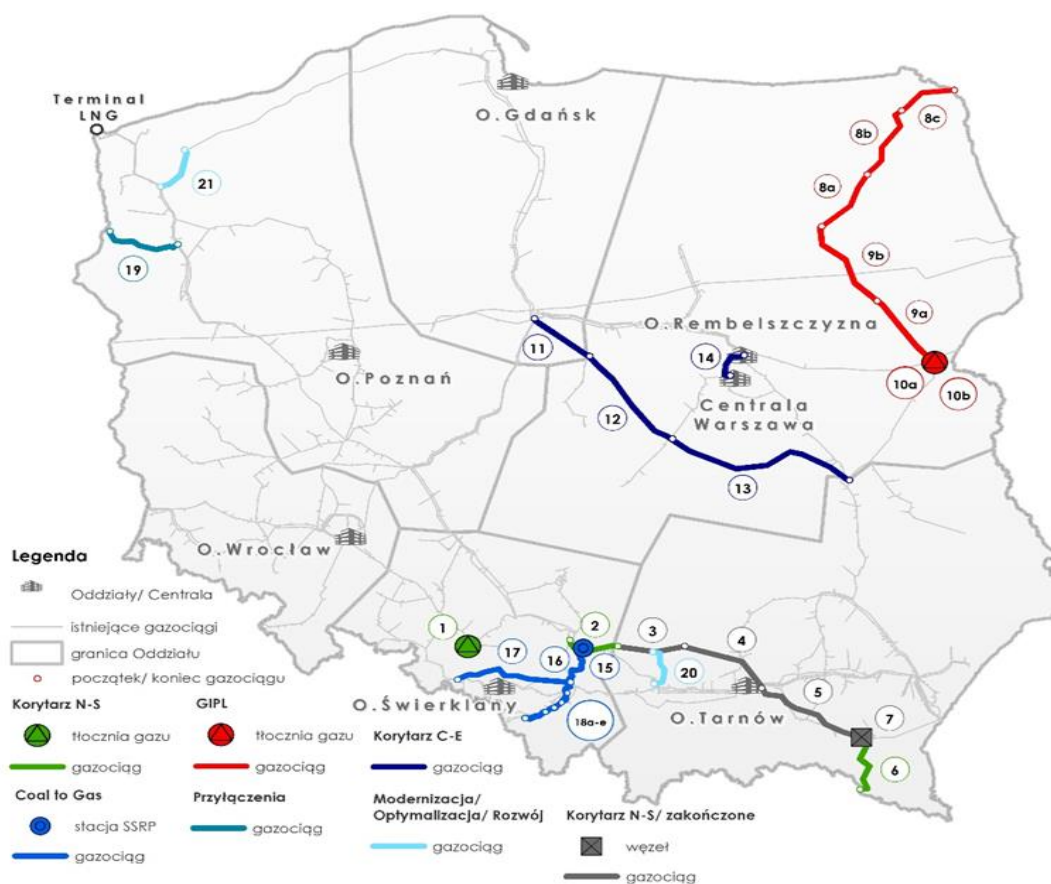 Terminal
LNG
O.Gdańsk
8c
8b
21
8a
19
9b
9a
O.Rembelszczyzna
11
14
O.Poznań
10a
10b
12
Centrala
Warszawa
13
O.Wrocław
1
2
3
4
17
16
15
20
5
O.Świerklany
18a-e
O.Tarnów
7
6
Legenda
Oddziały/ Centrala
istniejące gazociągi
granica Oddziału
początek/ koniec gazociągu
Korytarz N-S
tłocznia gazu
gazociąg
GIPL
tłocznia gazu
gazociąg
Korytarz C-E
gazociąg
Coal to Gas
stacja SSRP
gazociąg
Przyłączenia
gazociąg
Modernizacja/
Optymalizacja/ Rozwój
gazociąg
Korytarz N-S/ zakończone
węzeł
gazociąg